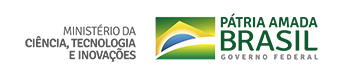 MINISTÉRIO DA
CIÊNCIA, TECNOLOGIA
E INOVAÇÕES
PÁTRIA AMADA
BRASIL
GOVERNO FEDERAL